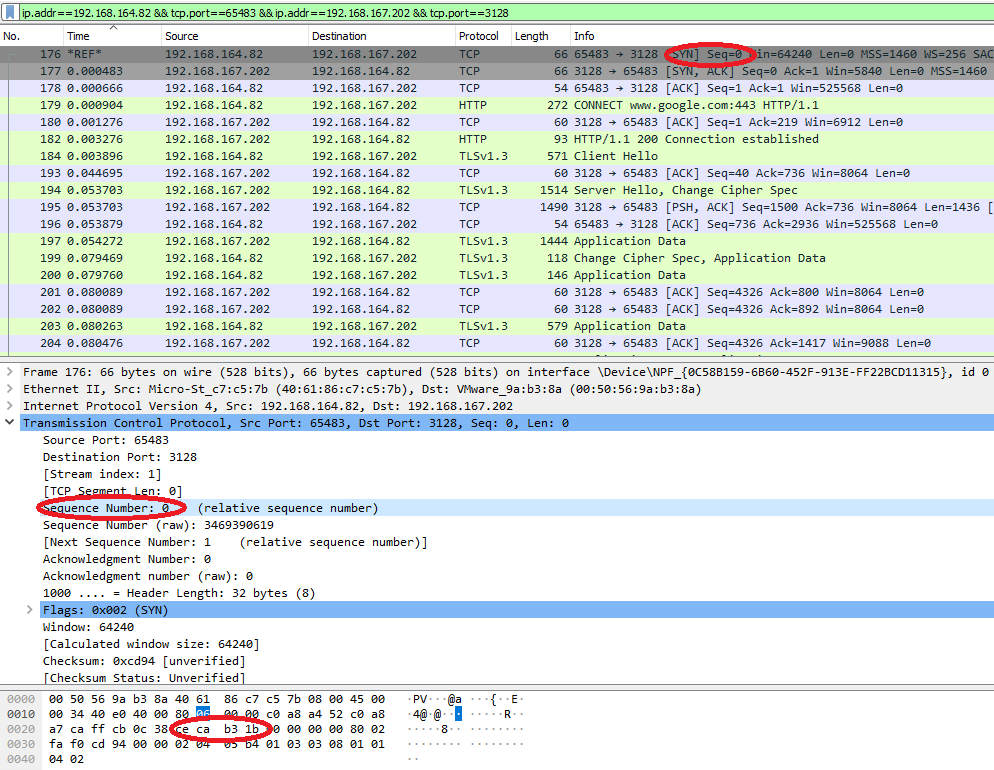 ip.addr==192.168.164.82 && tcp.port==65483 && ip.addr==192.168.167.202 && tcp.port==3128
No. Time Source Destination Protocol Length Info
176 *REF* 192.168.164.82 192.168.167.202 TCP 66 65483 → 3128 [SYN] Seq=0 Win=64240 Len=0 MSS=1460 WS=256 SAC
177 0.000483 192.168.167.202 192.168.164.82 TCP 66 3128 → 65483 [SYN, ACK] Seq=0 Ack=1 Win=5840 Len=0 MSS=1460
178 0.000666 192.168.164.82 192.168.167.202 TCP 54 65483 → 3128 [ACK] Seq=1 Ack=1 Win=525568 Len=0
179 0.000904 192.168.164.82 192.168.167.202 HTTP 272 CONNECT www.google.com:443 HTTP/1.1
180 0.001276 192.168.167.202 192.168.164.82 TCP 60 3128 → 65483 [ACK] Seq=1 Ack=219 Win=6912 Len=0
182 0.003276 192.168.167.202 192.168.164.82 HTTP 93 HTTP/1.1 200 Connection established
184 0.003896 192.168.164.82 192.168.167.202 TLSv1.3 571 Client Hello
193 0.044695 192.168.167.202 192.168.164.82 TCP 60 3128 → 65483 [ACK] Seq=40 Ack=736 Win=8064 Len=0
194 0.053703 192.168.167.202 192.168.164.82 TLSv1.3 1514 Server Hello, Change Cipher Spec
195 0.053703 192.168.167.202 192.168.164.82 TCP 1490 3128 → 65483 [PSH, ACK] Seq=1500 Ack=736 Win=8064 Len=1436 [
196 0.053879 192.168.164.82 192.168.167.202 TCP 54 65483 → 3128 [ACK] Seq=736 Ack=2936 Win=525568 Len=0
197 0.054272 192.168.167.202 192.168.164.82 TLSv1.3 1444 Application Data
199 0.079469 192.168.164.82 192.168.167.202 TLSv1.3 118 Change Cipher Spec, Application Data
200 0.079760 192.168.164.82 192.168.167.202 TLSv1.3 146 Application Data
201 0.080089 192.168.167.202 192.168.164.82 TCP 60 3128 → 65483 [ACK] Seq=4326 Ack=800 Win=8064 Len=0
202 0.080089 192.168.167.202 192.168.164.82 TCP 60 3128 → 65483 [ACK] Seq=4326 Ack=892 Win=8064 Len=0
203 0.080263 192.168.164.82 192.168.167.202 TLSv1.3 579 Application Data
204 0.080476 192.168.167.202 192.168.164.82 TCP 60 3128 → 65483 [ACK] Seq=4326 Ack=1417 Win=9088 Len=0
Frame 176: 66 bytes on wire (528 bits), 66 bytes captured (528 bits) on interface \Device\NPF_{0C58B159-6B60-452F-913E-FF22BCD11315}, id 0
Ethernet II, Src: Micro-St_c7:c5:7b (40:61:86:c7:c5:7b), Dst: VMware_9a:b3:8a (00:50:56:9a:b3:8a)
Internet Protocol Version 4, Src: 192.168.164.82, Dst: 192.168.167.202
Transmission Control Protocol, Src Port: 65483, Dst Port: 3128, Seq: 0, Len: 0
Source Port: 65483
Destination Port: 3128
[Stream index: 1]
[TCP Segment Len: 0]
Sequence Number: 0 (relative sequence number)
Sequence Number (raw): 3469390619
[Next Sequence Number: 1 (relative sequence number)]
Acknowledgment Number: 0
Acknowledgment number (raw): 0
1000 .... = Header Length: 32 bytes (8)
Flags: 0x002 (SYN)
Window: 64240
[Calculated window size: 64240]
Checksum: 0xcd94 [unverified]
[Checksum Status: Unverified]
0000 00 50 56 9a b3 8a 40 61 86 c7 c5 7b 08 00 45 00 ·PV···@a ···{··E·
0010 00 34 40 e0 40 00 80 06 00 00 c0 a8 a4 52 c0 a8 ·4@·@··· ·····R··
0020 a7 ca ff cb 0c 38 ce ca b3 1b 00 00 00 00 80 02 ·····8·· ········
0030 fa f0 cd 94 00 00 02 04 05 b4 01 03 03 08 01 01 ········ ········
0040 04 02 ··